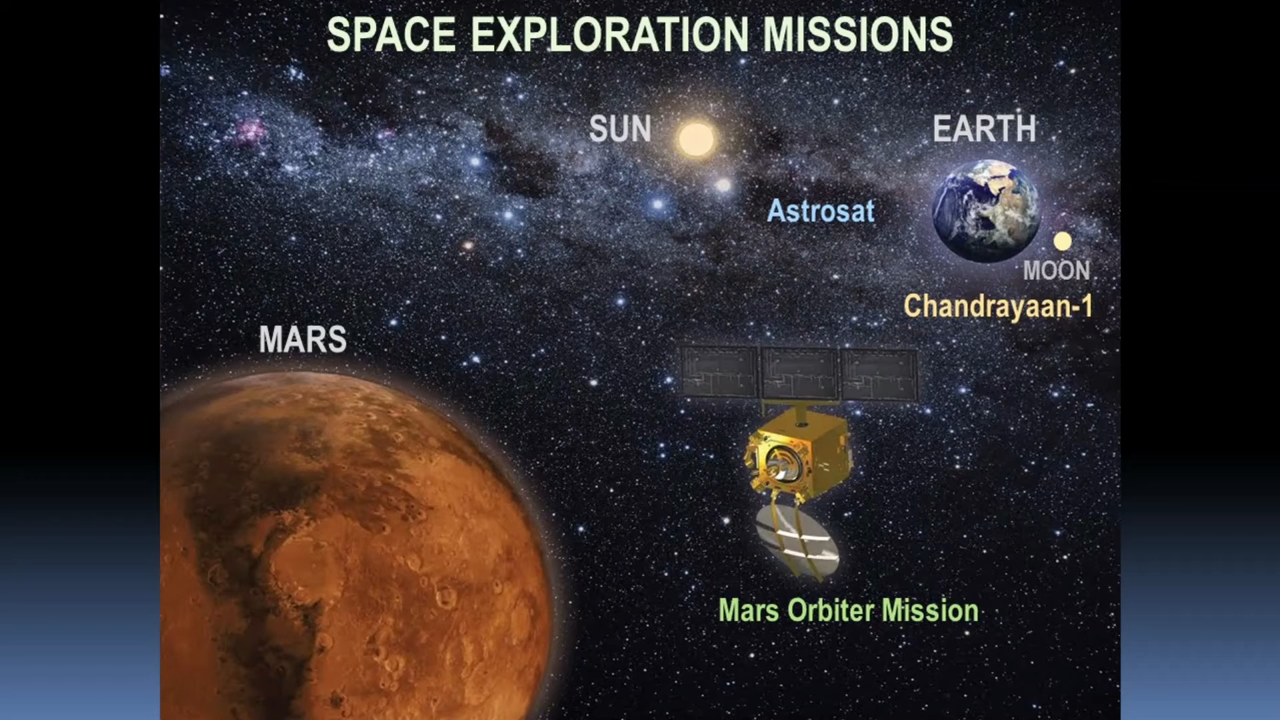 SPACE EXPLORATION MISSIONS
SUN
EARTH
Astrosat
MOON
Chandrayaan-1
MARS
Mars Orbiter Mission